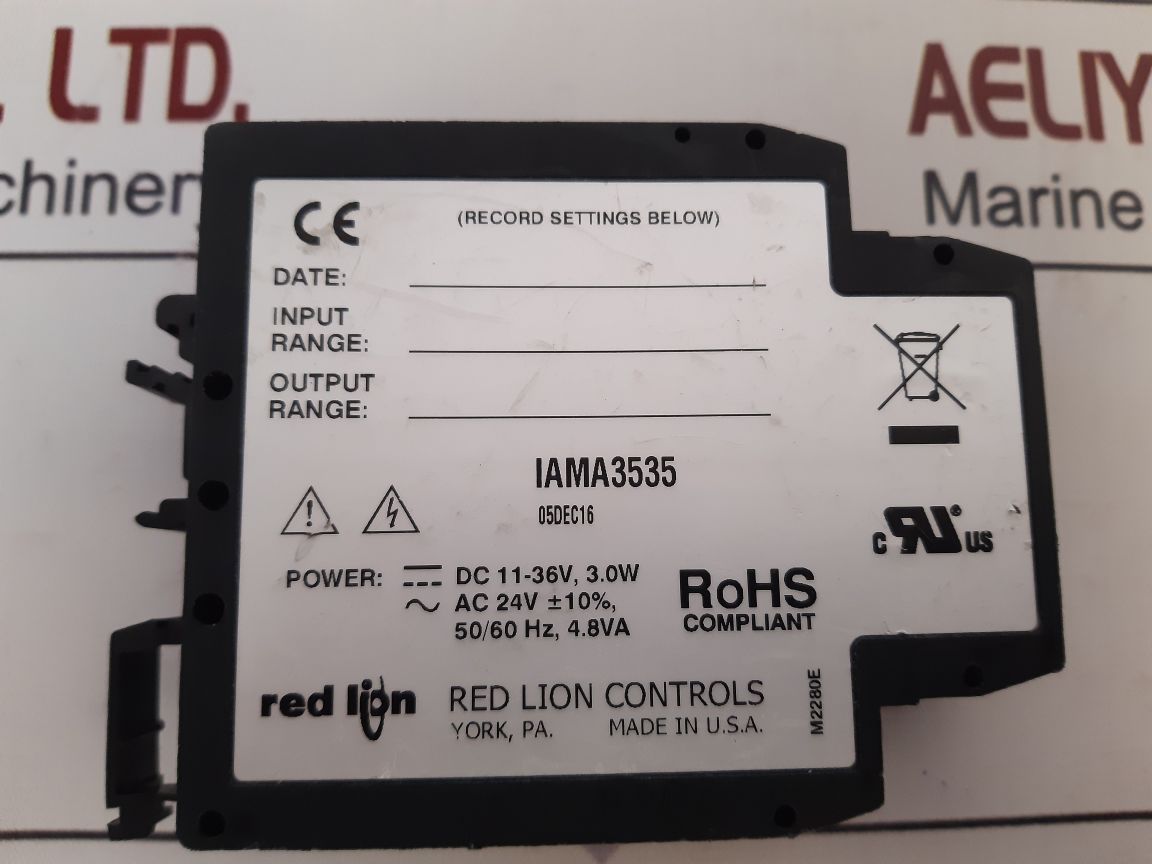 LTD.
AELIY
Marine
CE (RECORD SETTINGS BELOW)
DATE:
INPUT
RANGE:
OUTPUT
RANGE:
IAMA3535
05DEC16
POWER: DC 11-36V, 3.0W
AC 24V ±10%,
50/60 Hz, 4.8VA
RoHS
COMPLIANT
c RU® US
red lion RED LION CONTROLS
YORK, PA. MADE IN U.S.A.
M2280E